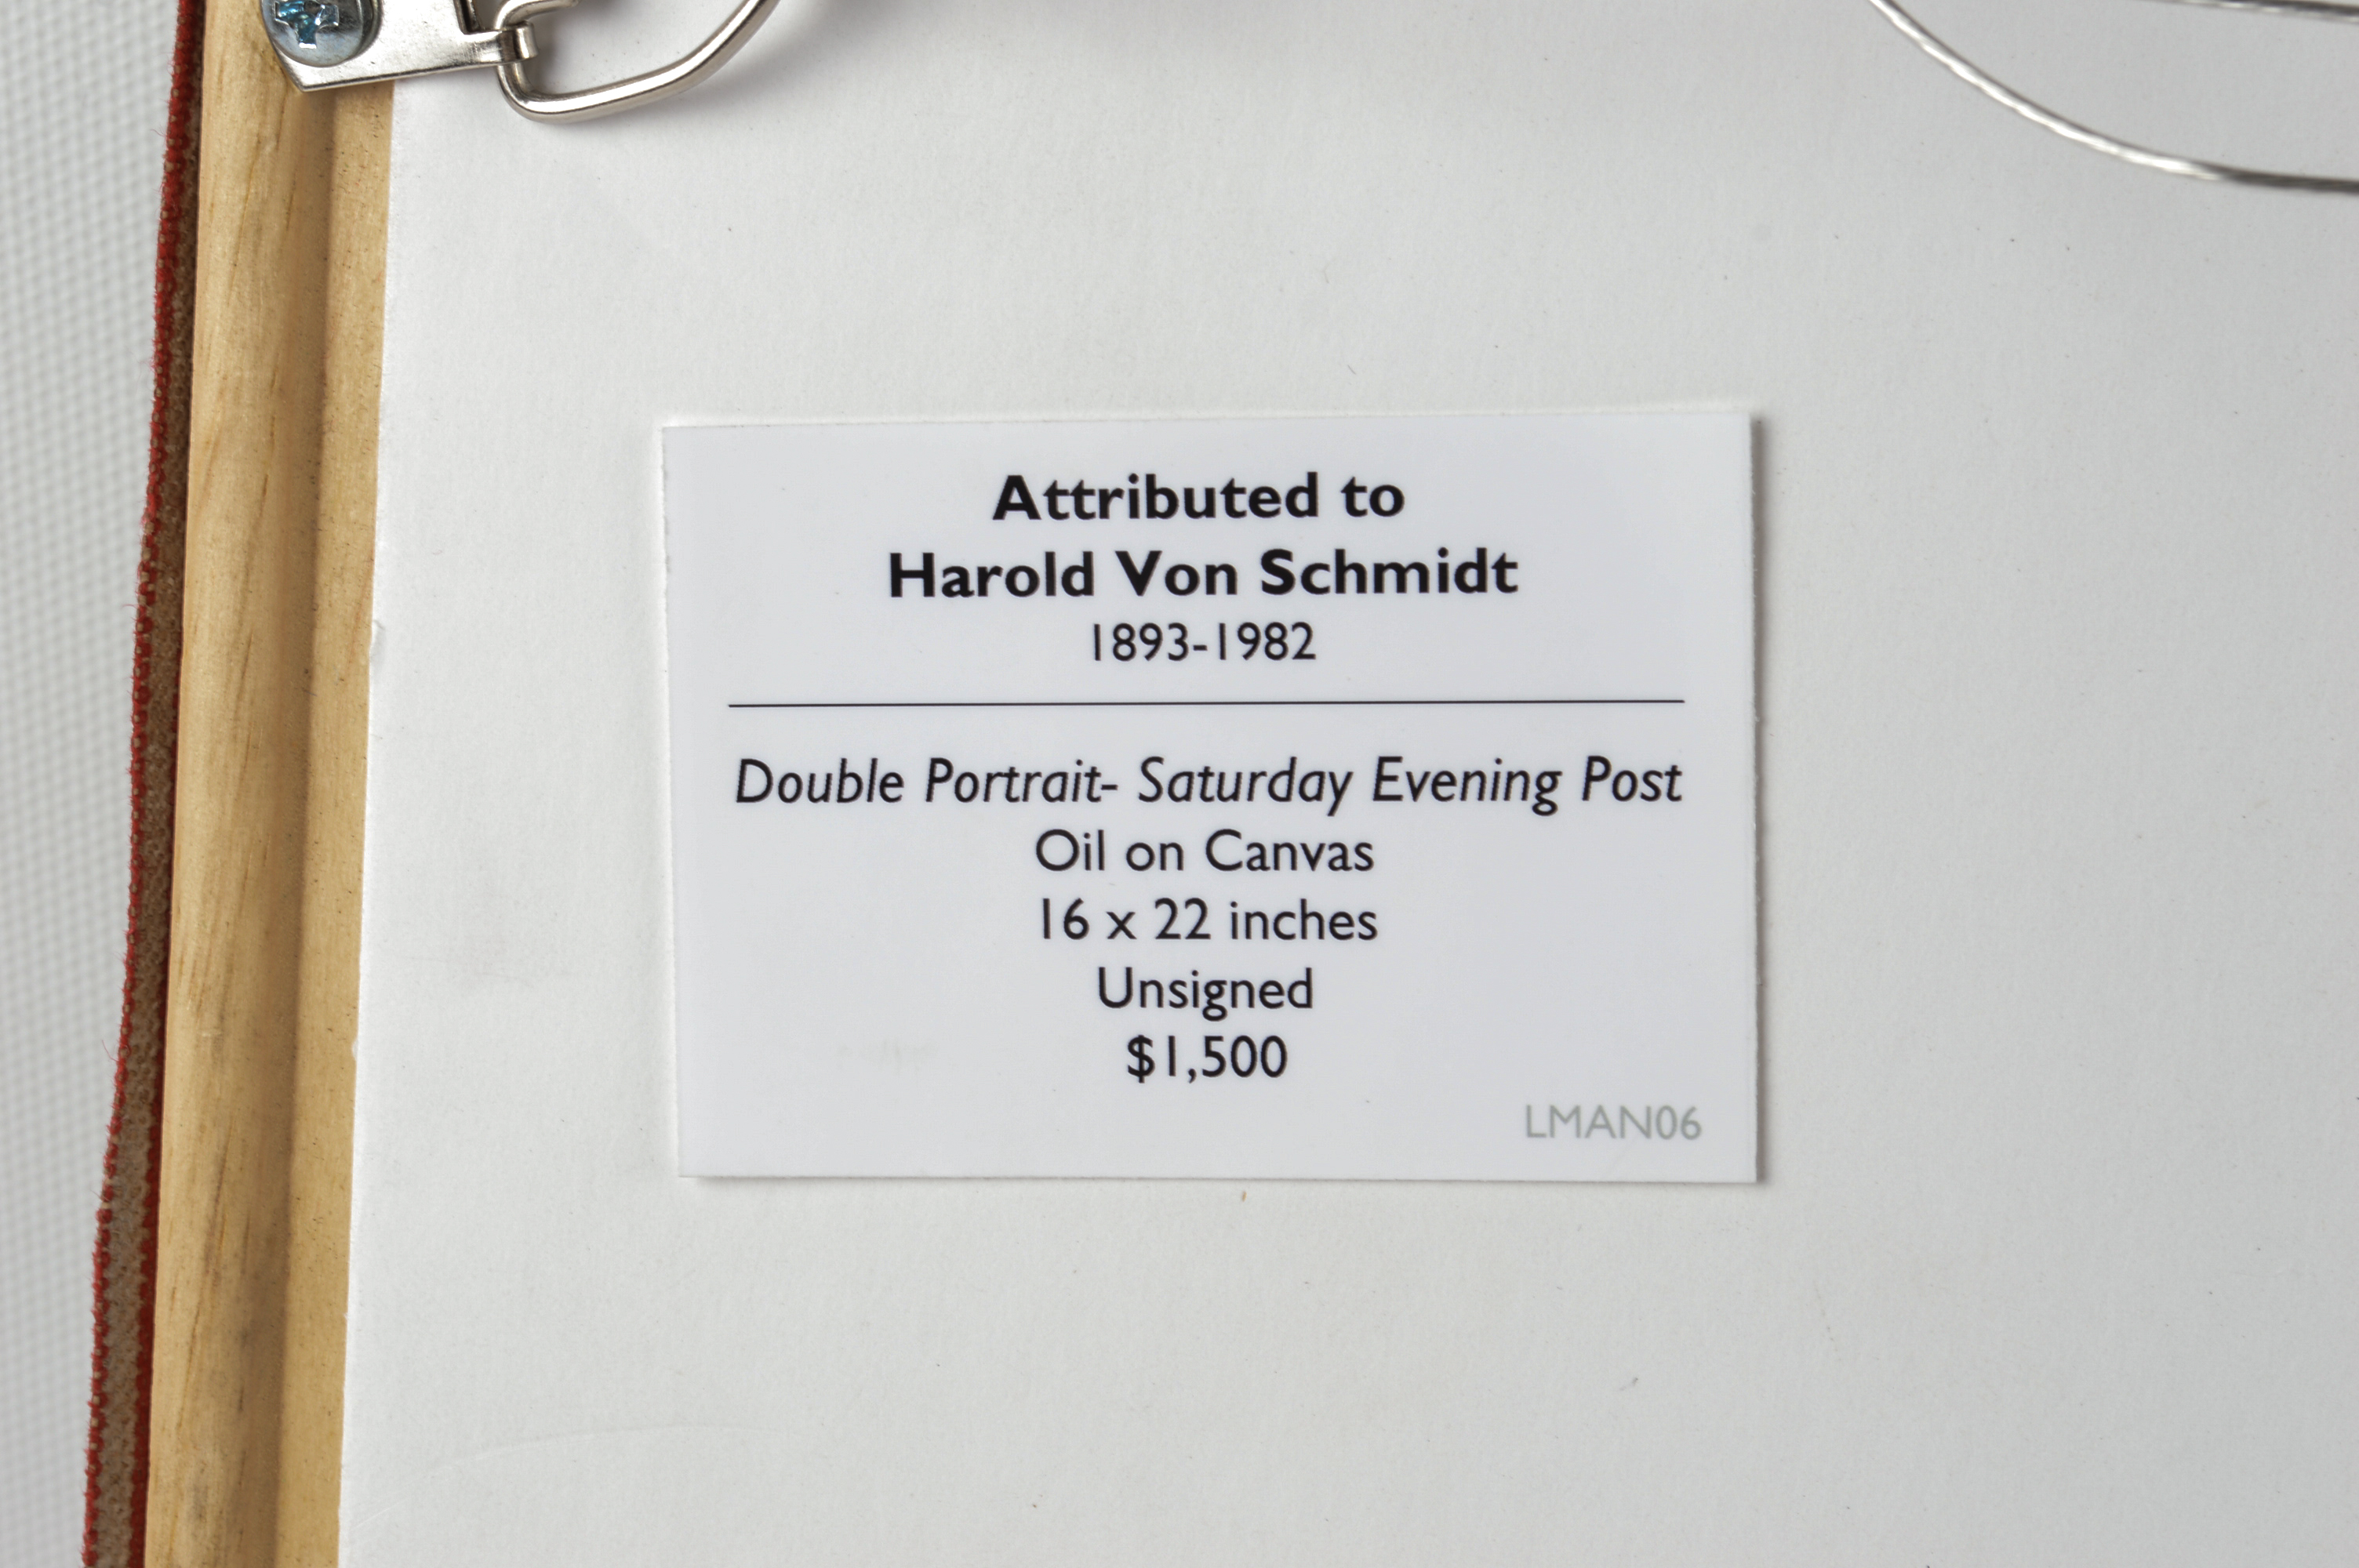 Attributed to
Harold Von Schmidt
1893-1982
Double Portrait- Saturday Evening Post
Oil on Canvas
16 x 22 inches
Unsigned
$1,500
LMAN06